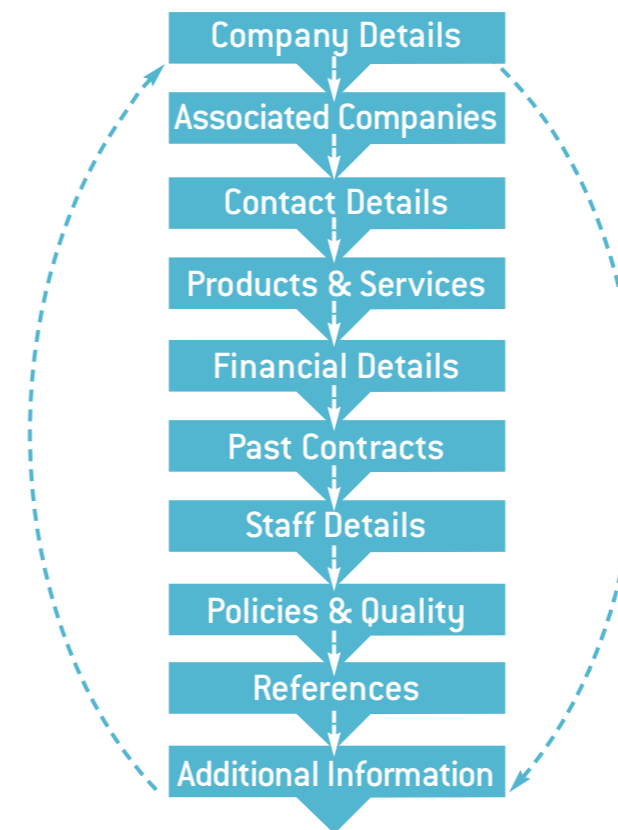 Company Details
Associated Companies
Contact Details
Products & Services
Financial Details
Past Contracts
Staff Details
Policies & Quality
References
Additional Information